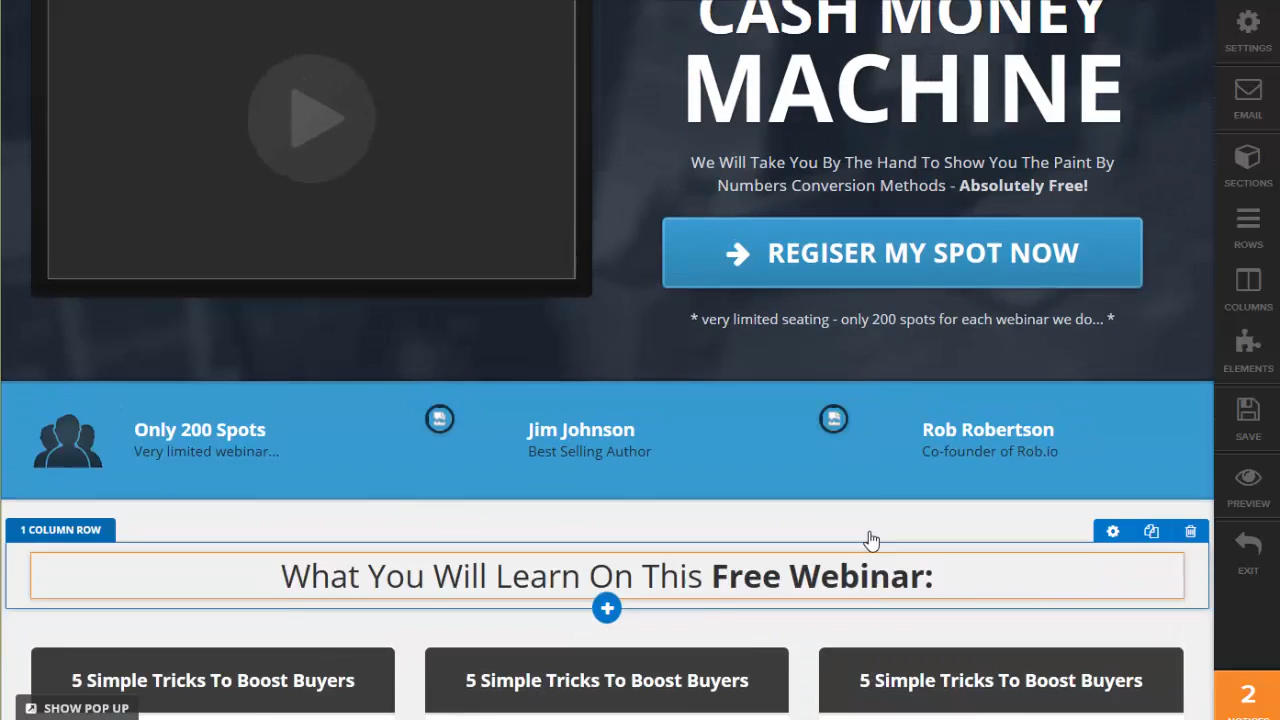 CASH MONEY
MACHINE
We Will Take You By The Hand To Show You The Paint By
Numbers Conversion Methods - Absolutely Free!
REGISER MY SPOT NOW
* very limited seating - only 200 spots for each webinar we do... *
Only 200 Spots
Very limited webinar...
Jim Johnson
Best Selling Author
Rob Robertson
Co-founder of Rob.io
1 COLUMN ROW
What You Will Learn On This Free Webinar:
5 Simple Tricks To Boost Buyers
5 Simple Tricks To Boost Buyers
5 Simple Tricks To Boost Buyers
SHOW POP UP
SETTINGS
EMAIL
SECTIONS
ROWS
COLUMNS
ELEMENTS
SAVE
PREVIEW
EXIT
2
NOTICES